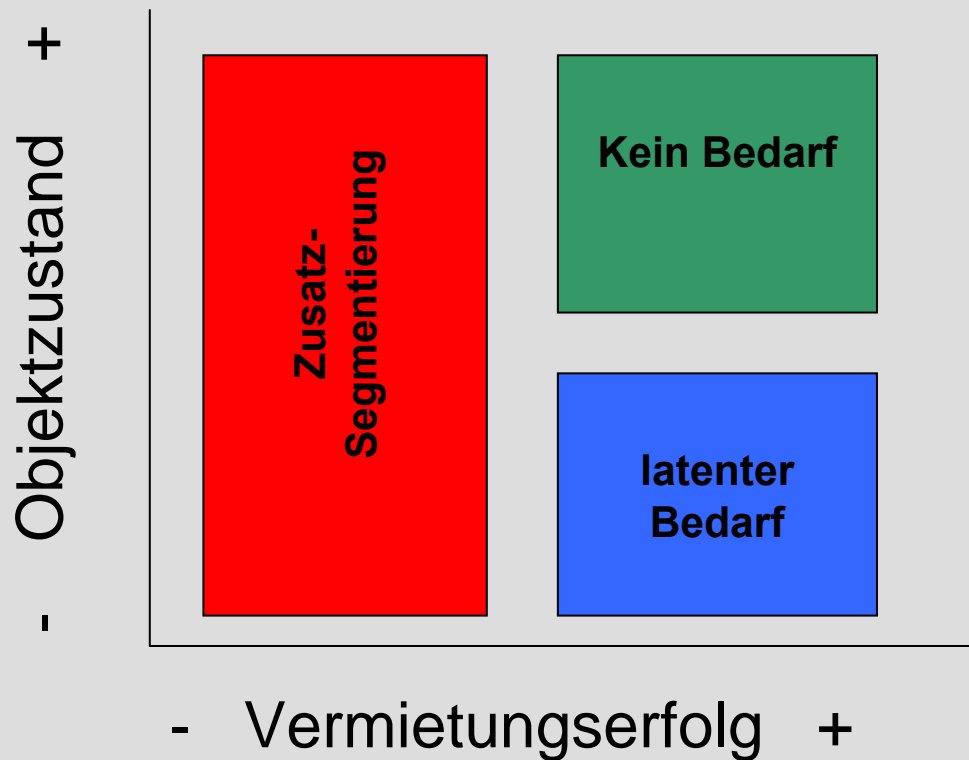 - Objektzustand +
Zusatz-
Segmentierung
Kein Bedarf
latenter
Bedarf
- Vermietungserfolg +